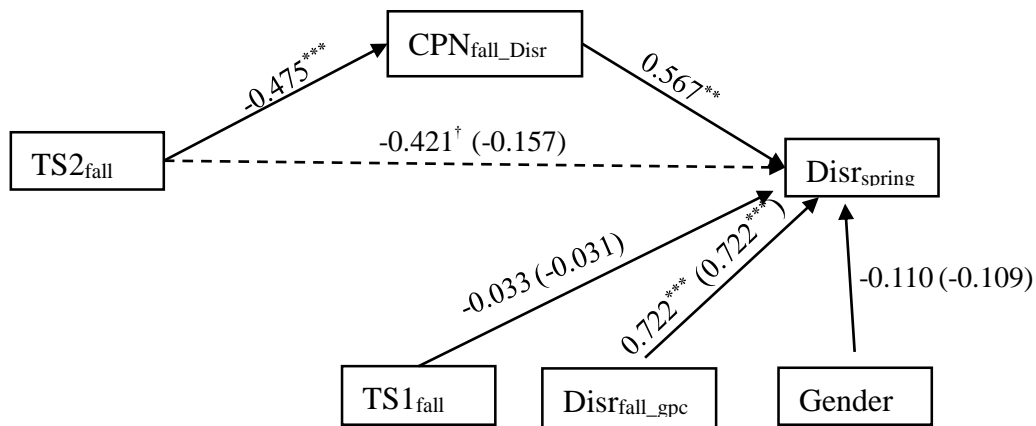 CPNfall_Disr
-0.475***
0.567**
-0.421† (-0.157)
TS2fall
Disrspring
-0.033 (-0.031)
0.722*** (0.722***)
-0.110 (-0.109)
TS1fall
Disrfall_gpc
Gender